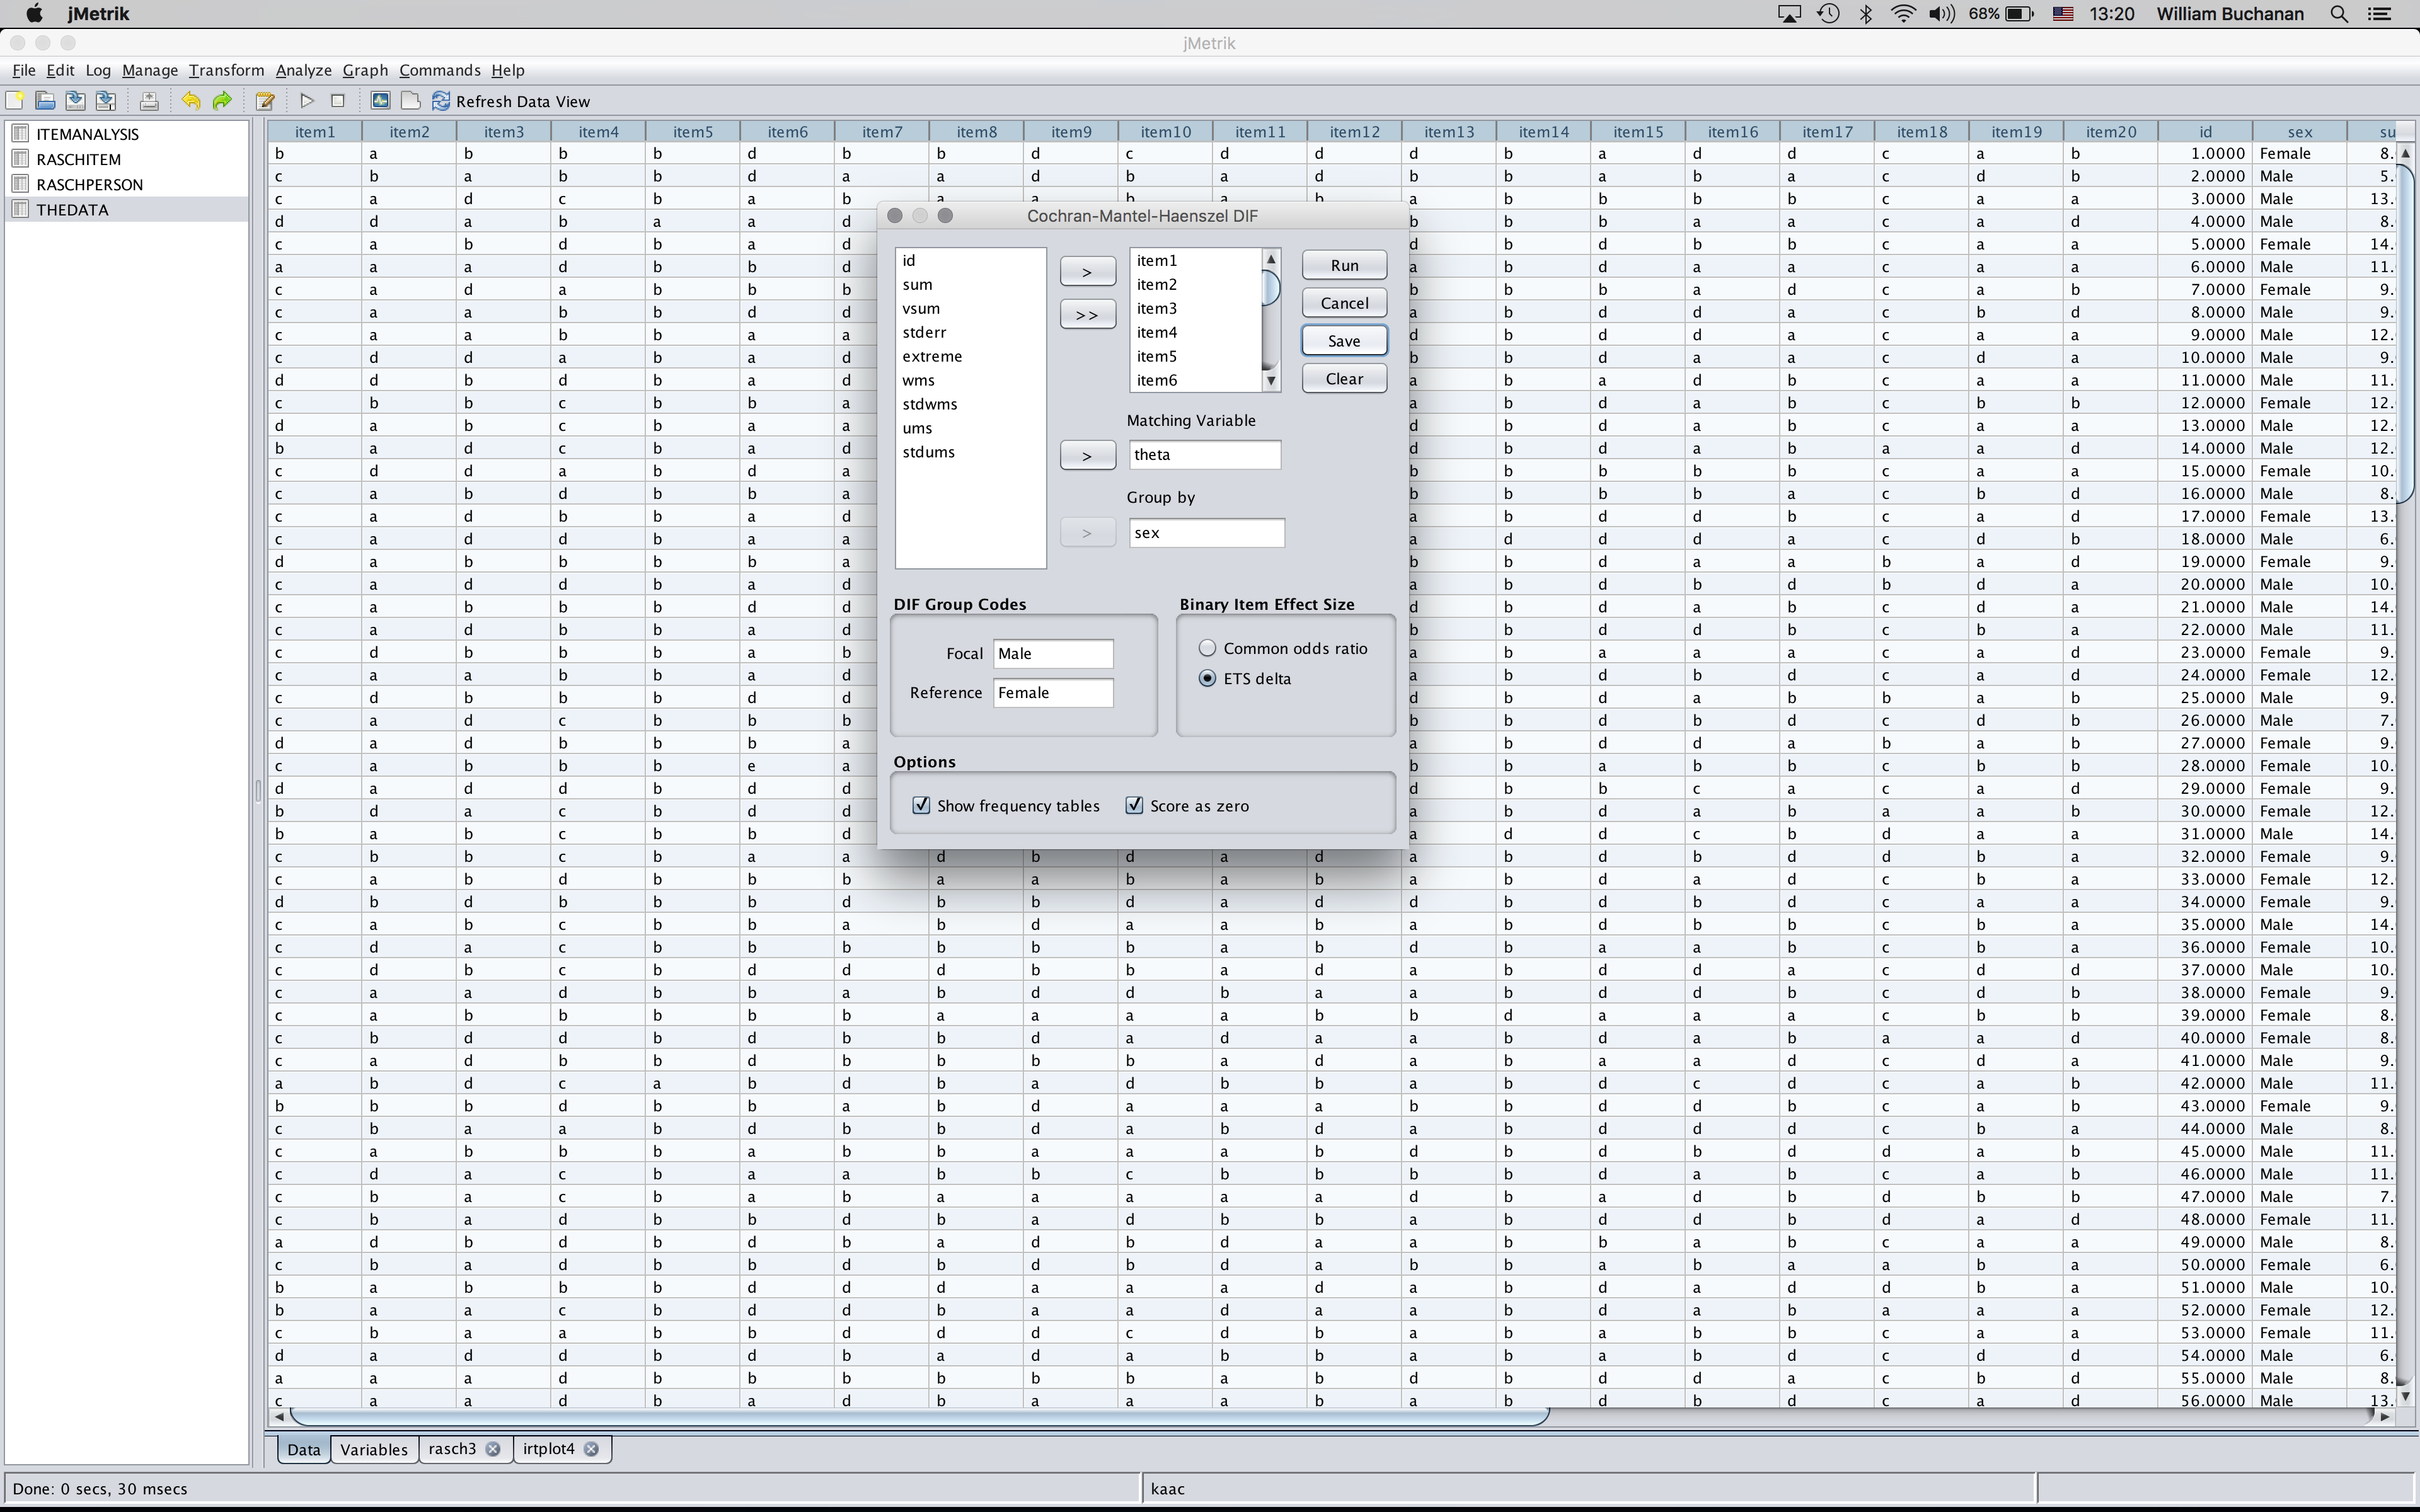 jMetrik
68% 13:20 William Buchanan
jMetrik
File Edit Log Manage Transform Analyze Graph Commands Help
Refresh Data View
ITEMANALYSIS
RASCHITEM
RASCHPERSON
THEDATA
item1 item2 item3 item4 item5 item6 item7 item8 item9 item10 item11 item12 item13 item14 item15 item16 item17 item18 item19 item20 id sex su
b a b b b d b b d c d d d b a d d c a b 1.0000 Female 8.
c b a b b d a a d b a d b b a b a c d b 2.0000 Male 5.
c a d c b a b a a b a b a b b b b c a a 3.0000 Male 13.
d d a b a a d b b b a a c a d 4.0000 Male 8.
c a b d b a d d b d b b c a a 5.0000 Female 14.
a a a d b b d a b a a a c a a 6.0000 Male 11.
c a d a b b b b b b a d c a b 7.0000 Female 9.
c a a b b d d a b d d a c b d 8.0000 Male 9.
c a a b b a a d b d d a c a a 9.0000 Male 12.
c d d a b a d b b d a a c d a 10.0000 Male 9.
d d b d b a d a b a d b c a a 11.0000 Male 11.
c b b c b b a a b d a b c b b 12.0000 Female 12.
d a b c b a a d b d a b c a a 13.0000 Male 12.
b a d c b a d d b d a b a a d 14.0000 Male 12.
c d d a b d a b b b b b c a a 15.0000 Female 10.
c a b d b b a b b b b a c b d 16.0000 Male 8.
c a d b b a d a b d d b c a d 17.0000 Female 13.
c a d d b a a a d d d a c d b 18.0000 Male 6.
d a b b b b a b b d a a b a d 19.0000 Female 9.
c a d d b a a a b d b d b d a 20.0000 Male 10.
c a b b b d d d b d a b c d a 21.0000 Male 14.
c a d b b a d b b d d b c b a 22.0000 Male 11.
c d b b b a b a b a a a c d a 23.0000 Female 9.
c a a b b a d a b d b d c a a 24.0000 Female 12.
c d b b b d d d b d a b b a b 25.0000 Male 9.
c a d c b b b b b d b d c d b 26.0000 Male 7.
d a d b b b a a b d d a b a b 27.0000 Female 9.
c a b b b e a b b a b b c b b 28.0000 Female 10.
d a d d b d d d b b c a c a d 29.0000 Female 9.
b d a c b d d a b d a b a a b 30.0000 Female 12.
b a b c b b d a d d c b d a a 31.0000 Male 14.
c b b c b a a d b d a d a b d b d d b a 32.0000 Female 9.
c a b d b b b a a b a b a b d a d c b a 33.0000 Female 12.
d b d b b b d b b d a d d b d b d c a a 34.0000 Female 9.
c a b c b b a b d a a b a b d b b c b a 35.0000 Male 14.
c d a c b b b b b b a b d b a a b c b a 36.0000 Female 10.
c d b c b d d d b b a d a b d d a c d d 37.0000 Male 10.
c a a d b b a b d d b a a b d d b c d b 38.0000 Female 9.
c a b b b b b a a a a b b d a a a c b b 39.0000 Female 8.
c b d d b d b b d a d a a b d a b a a d 40.0000 Female 8.
c a d b b d b b b b a d a b a a d c d a 41.0000 Male 9.
a b d c a b d b a d b b a b d c d c a b 42.0000 Male 11.
b b b d b b a b d a a a b b d d b c a b 43.0000 Female 9.
c b a a b d b b d a b d a b d d d c b a 44.0000 Male 8.
c a b b b a b b a a a b d b d b d d a a 45.0000 Male 11.
c d a c b a a b b c b b b b d a b c a b 46.0000 Male 11.
c b a c b a b a a a a a d b a d b d b b 47.0000 Male 7.
c b a d b b d b a d b b a b d d b d a d 48.0000 Female 11.
a d b d b d b a d b d a a b b a b c a a 49.0000 Male 8.
c b a d b d b b d b d a b b a b a a b a 50.0000 Female 6.
b a b b b d d d a a a d a b d a d d b a 51.0000 Male 10.
b a a c b d d b a a d a a b d a b a a a 52.0000 Female 12.
c b a a b b d d d c d b a b a b b c a a 53.0000 Female 11.
d a d d b d b a d a b b a b a b d c d d 54.0000 Male 6.
a a a d b b b b b b a b d b d d a c b d 55.0000 Male 8.
c a a d b a d b a a a b a b d b d c a d 56.0000 Male 13.
Cochran-Mantel-Haenszel DIF
id
sum
vsum
stderr
extreme
wms
stdwms
ums
stdums
>
>>
item1
item2
item3
item4
item5
item6
Run
Cancel
Save
Clear
Matching Variable
> theta
Group by
> sex
DIF Group Codes
Focal Male
Reference Female
Binary Item Effect Size
Common odds ratio
ETS delta
Options
Show frequency tables Score as zero
Data Variables rasch3 irtplot4
Done: 0 secs, 30 msecs kaac